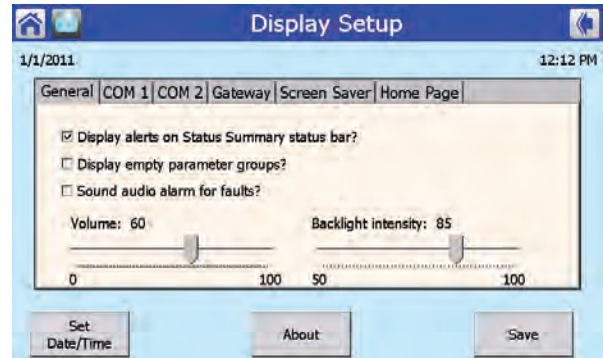 Display Setup
1/1/2011 12:12 PM
General COM 1 COM 2 Gateway Screen Saver Home Page
Display alerts on Status Summary status bar?
Display empty parameter groups?
Sound audio alarm for faults?
Volume: 60 Backlight intensity: 85
0 100 50 100
Set Date/Time About Save